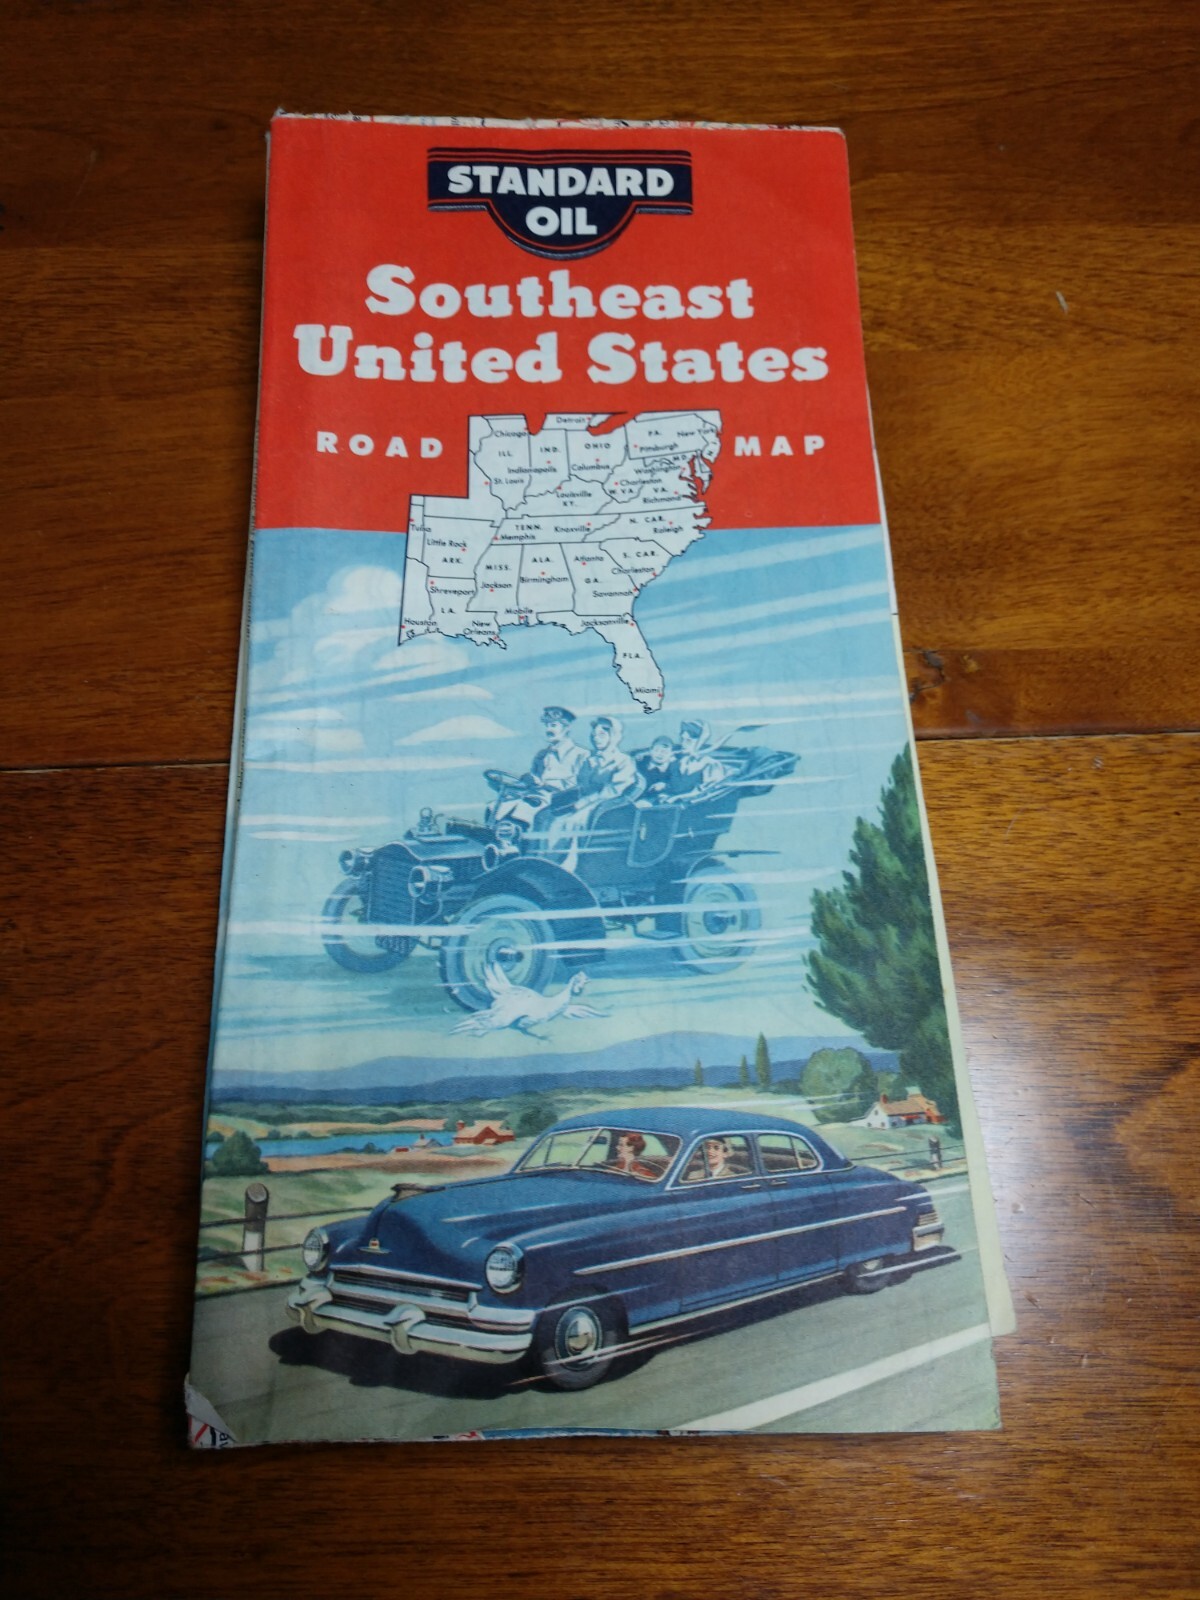 STANDARD
OIL
Southeast
United States
ROAD MAP
Detroit
Chicago
PA. New York
ILL. IND. OHIO
Pittsburgh
Indianapolis Columbus
MD.
Washington
St. Louis
Charleston
W. VA. VA.
Louisville
KY.
Richmond
Tulsa
TENN. Knoxville
N. CAR.
Raleigh
Memphis
Little Rock
ARK.
MISS. ALA. Atlanta
S. CAR.
Charleston
Birmingham
GA.
Jackson
Shreveport
Savannah
LA.
Mobile
Houston
New
Orleans
Jacksonville
FLA.
Miami